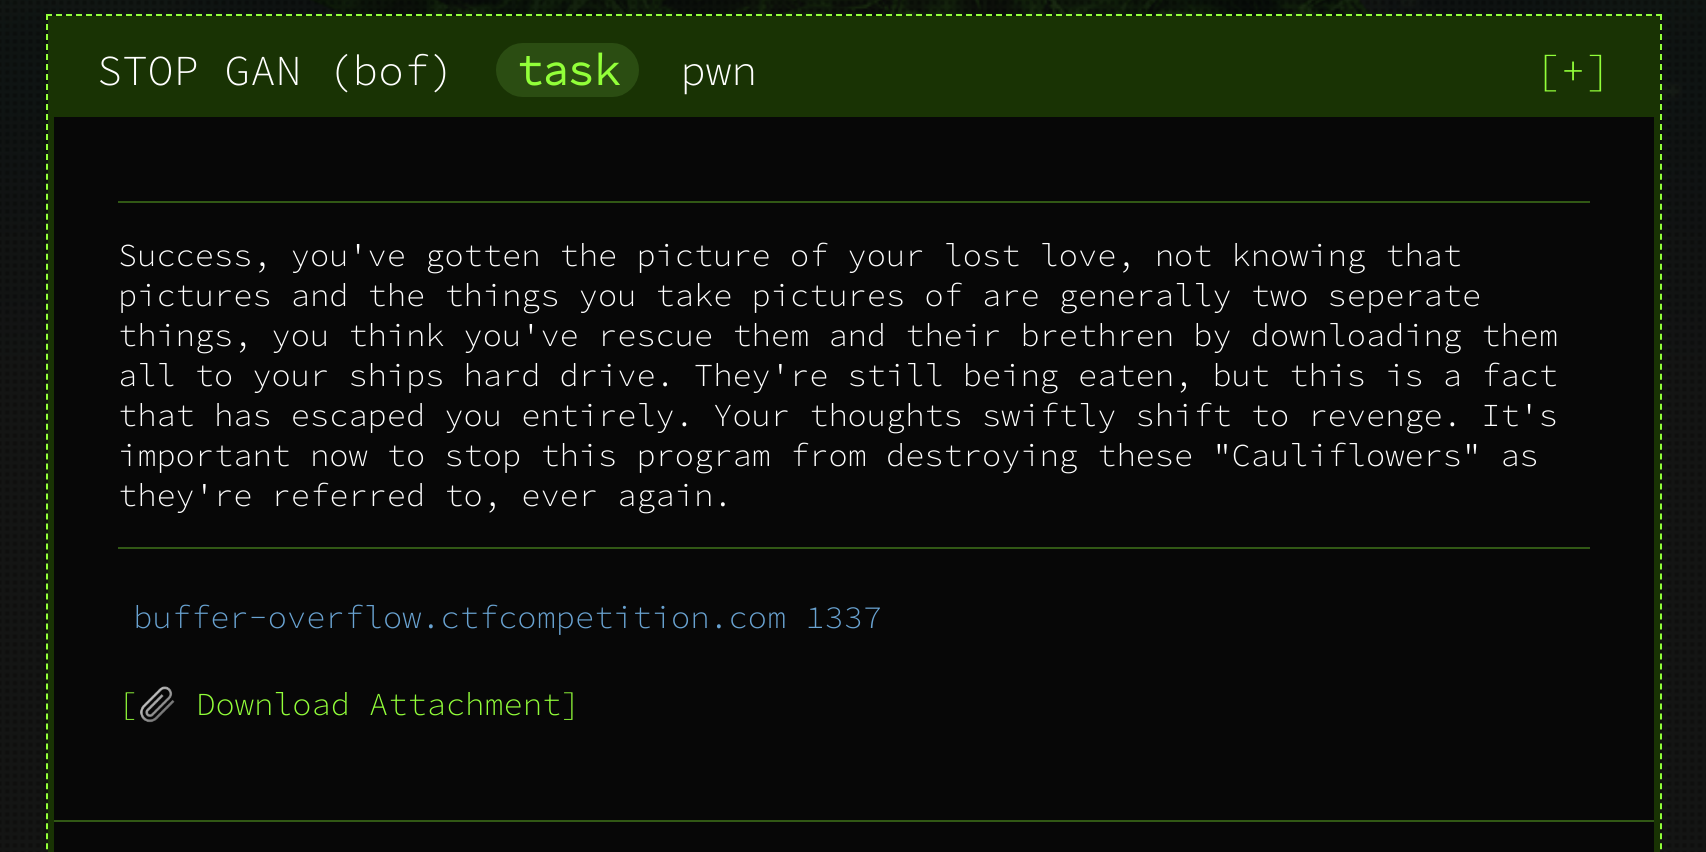 STOP GAN (bof) task pwn [+]
Success, you've gotten the picture of your lost love, not knowing that
pictures and the things you take pictures of are generally two seperate
things, you think you've rescue them and their brethren by downloading them
all to your ships hard drive. They're still being eaten, but this is a fact
that has escaped you entirely. Your thoughts swiftly shift to revenge. It's
important now to stop this program from destroying these "Cauliflowers" as
they're referred to, ever again.
buffer-overflow.ctfcompetition.com 1337
[📎 Download Attachment]